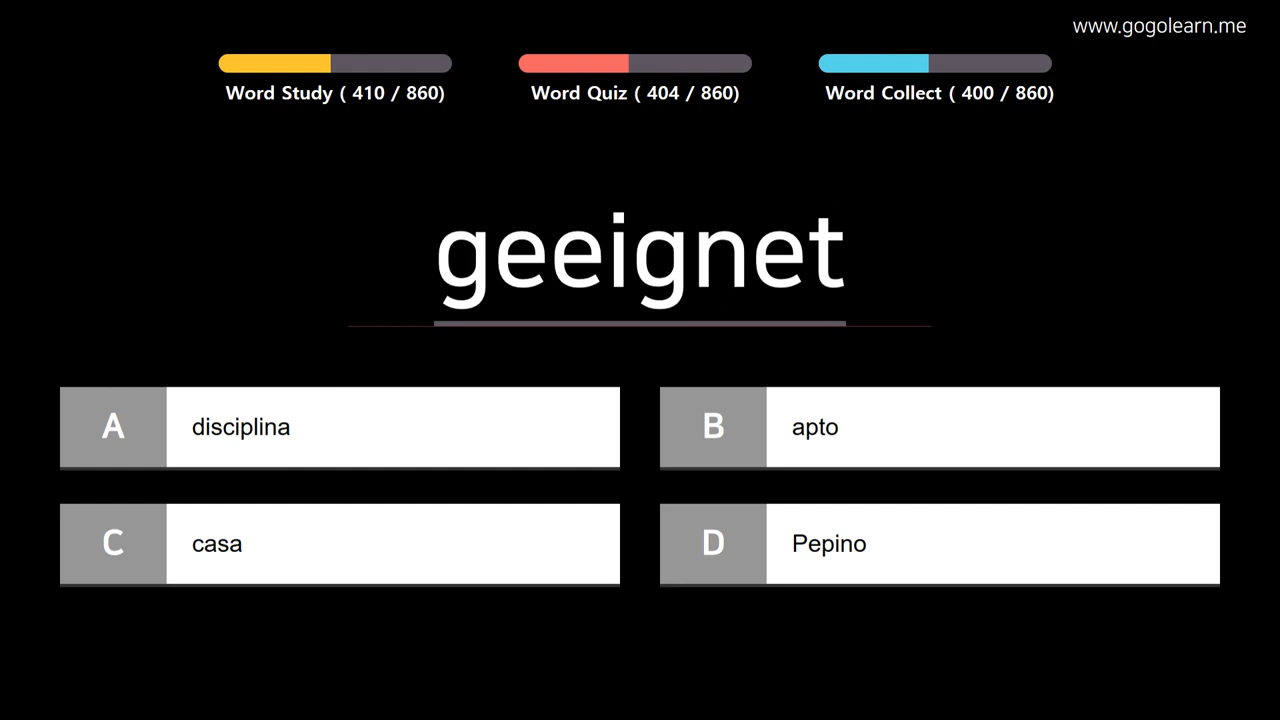 www.gogolearn.me
Word Study ( 410 / 860)
Word Quiz ( 404 / 860)
Word Collect ( 400 / 860)
geeignet
A disciplina
B apto
C casa
D Pepino